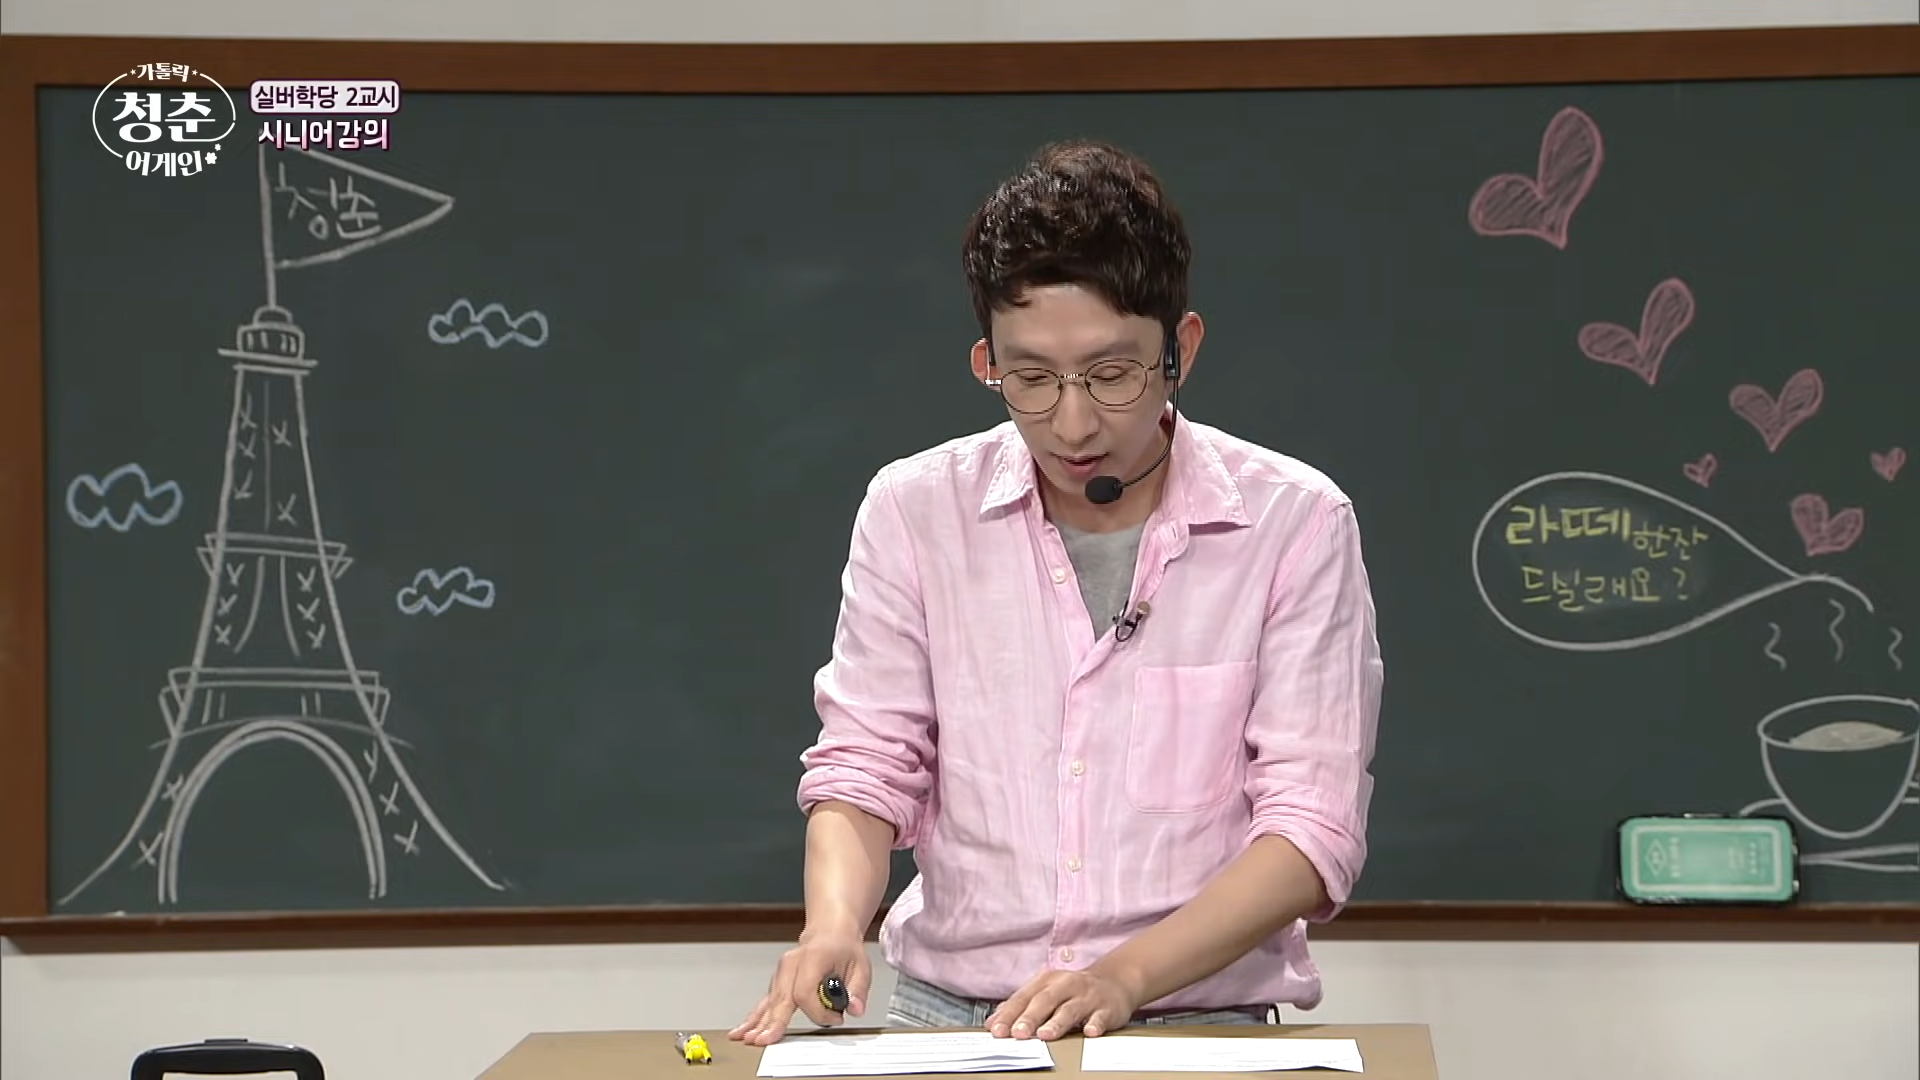 가톨릭
청춘
어게인
실버학당 2교시
시니어강의
청춘
라떼 한잔
드실래요?